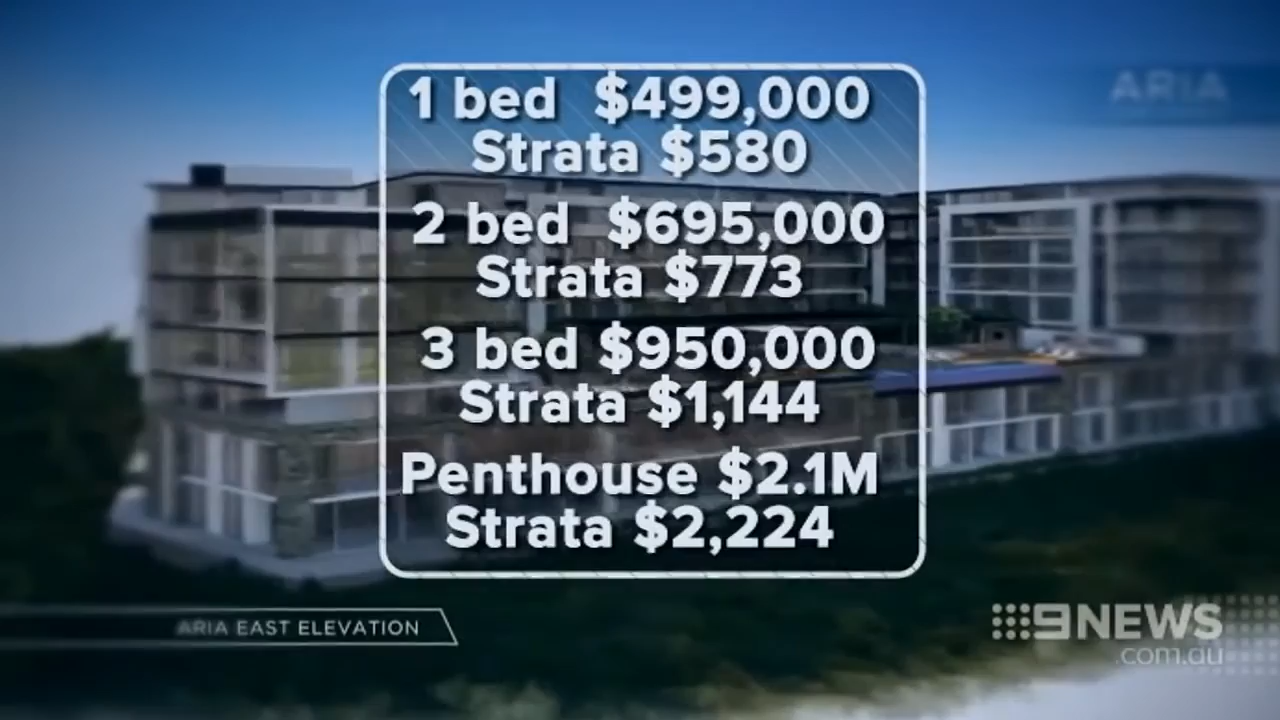 1 bed $499,000
Strata $580
2 bed $695,000
Strata $773
3 bed $950,000
Strata $1,144
Penthouse $2.1M
Strata $2,224
ARIA
ARIA EAST ELEVATION
9NEWS
.com.au